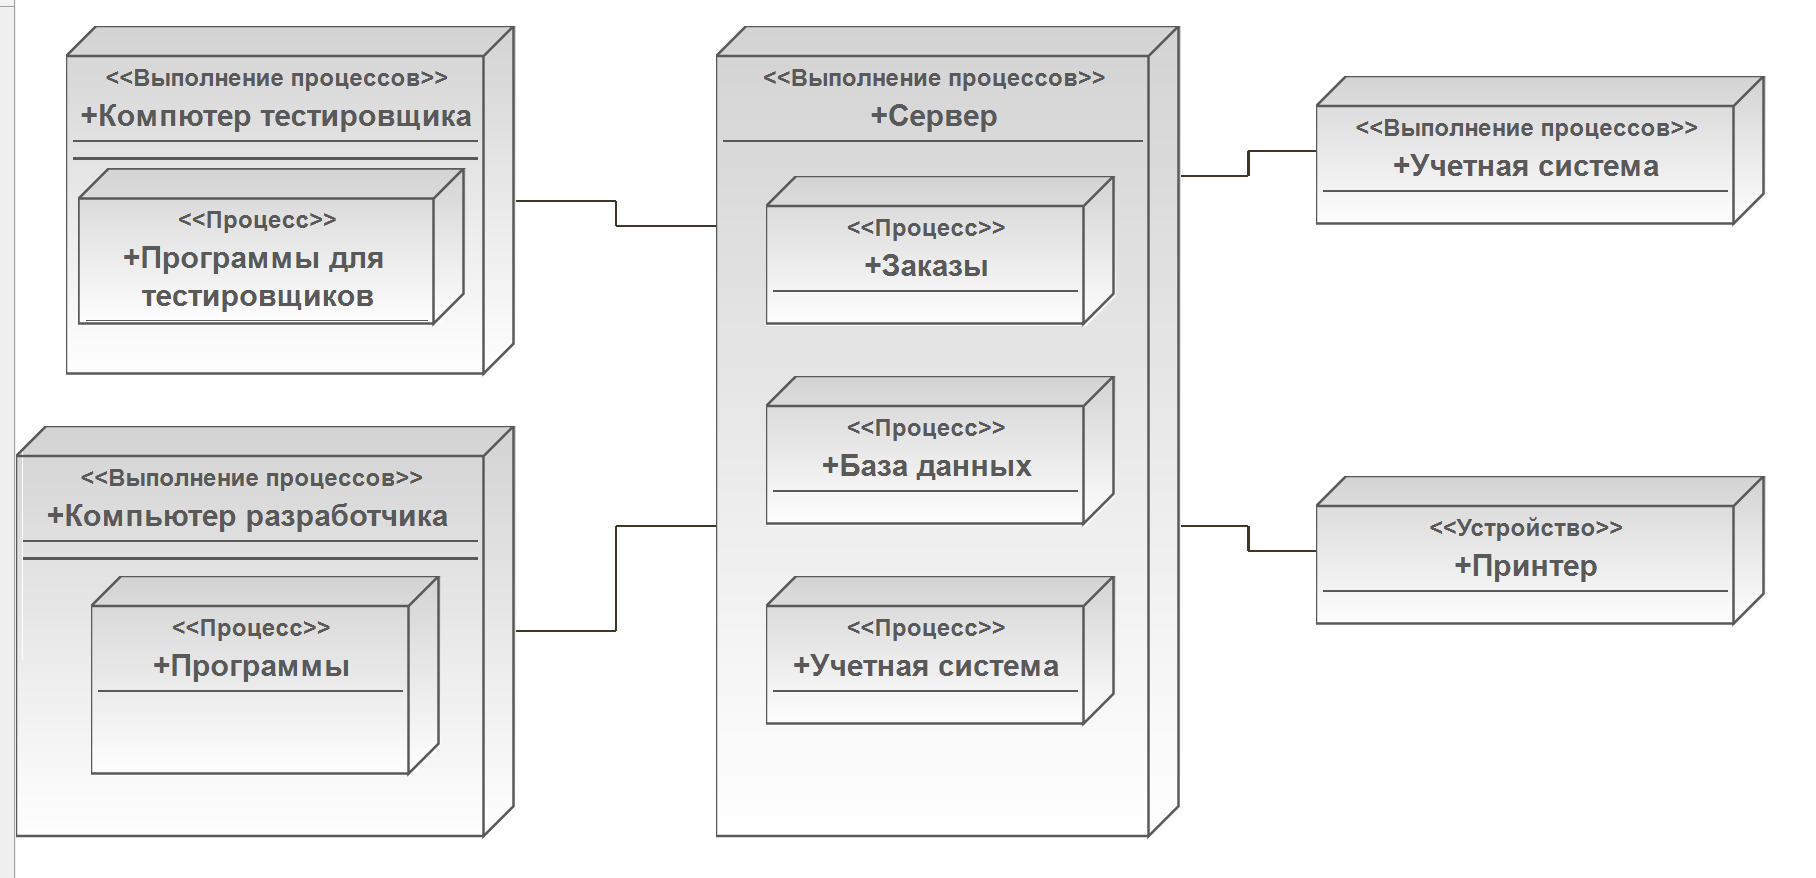 <<Выполнение процессов>>
+Компютер тестировщика
<<Процесс>>
+Программы для
тестировщиков
<<Выполнение процессов>>
+Компьютер разработчика
<<Процесс>>
+Программы
<<Выполнение процессов>>
+Сервер
<<Процесс>>
+Заказы
<<Процесс>>
+База данных
<<Процесс>>
+Учетная система
<<Выполнение процессов>>
+Учетная система
<<Устройство>>
+Принтер